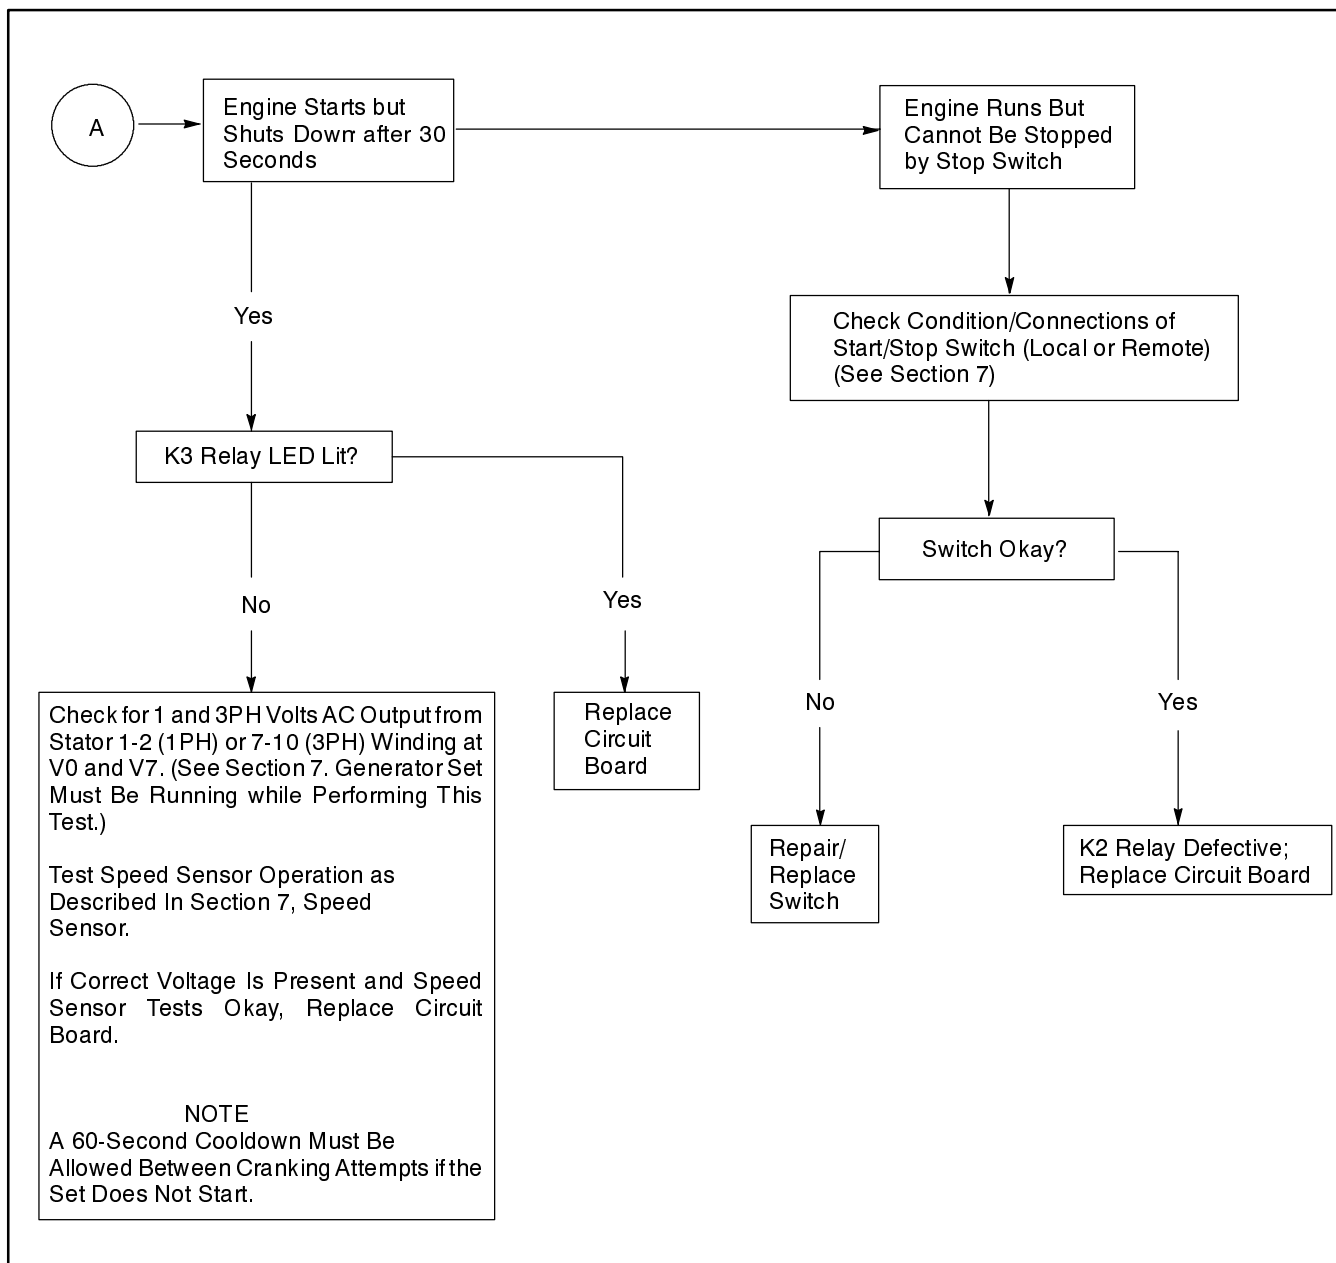 A
Engine Starts but
Shuts Down after 30
Seconds
Engine Runs But
Cannot Be Stopped
by Stop Switch
Yes
Check Condition/Connections of
Start/Stop Switch (Local or Remote)
(See Section 7)
K3 Relay LED Lit?
Switch Okay?
No
Yes
No
Yes
Check for 1 and 3PH Volts AC Output from
Stator 1-2 (1PH) or 7-10 (3PH) Winding at
V0 and V7. (See Section 7. Generator Set
Must Be Running while Performing This
Test.)
Test Speed Sensor Operation as
Described In Section 7, Speed
Sensor.
If Correct Voltage Is Present and Speed
Sensor Tests Okay, Replace Circuit
Board.
NOTE
A 60-Second Cooldown Must Be
Allowed Between Cranking Attempts if the
Set Does Not Start.
Replace
Circuit
Board
Repair/
Replace
Switch
K2 Relay Defective;
Replace Circuit Board